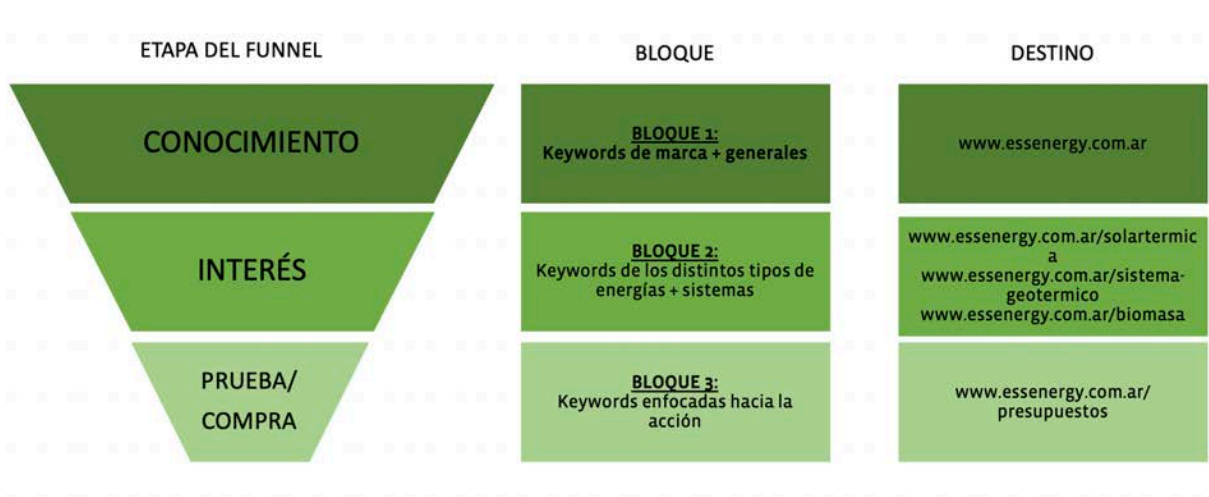 ETAPA DEL FUNNEL
BLOQUE
DESTINO
CONOCIMIENTO
BLOQUE 1:
Keywords de marca + generales
www.essenergy.com.ar
INTERÉS
BLOQUE 2:
Keywords de los distintos tipos de
energías + sistemas
www.essenergy.com.ar/solartermic
a
www.essenergy.com.ar/sistema-
geotermico
www.essenergy.com.ar/biomasa
PRUEBA/
COMPRA
BLOQUE 3:
Keywords enfocadas hacia la
acción
www.essenergy.com.ar/
presupuestos